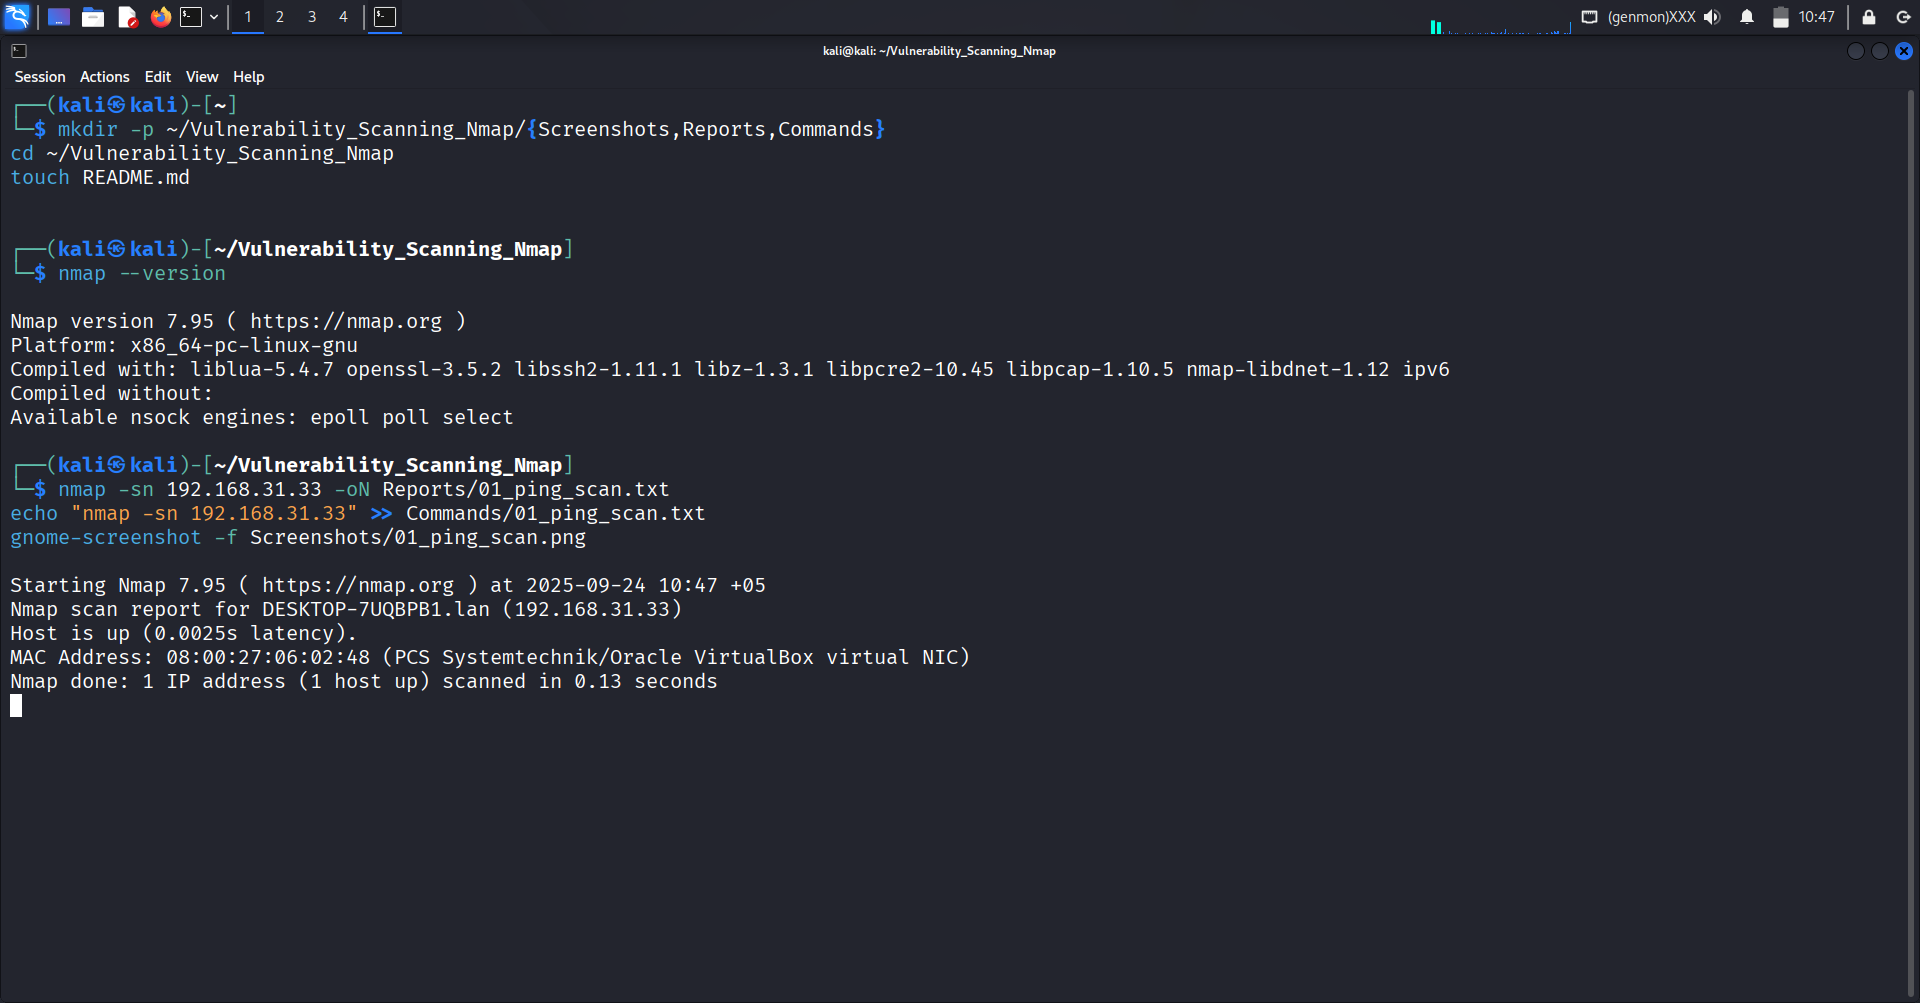 1 2 3 4 (genmon)XXX 10:47
kali@kali: ~/Vulnerability_Scanning_Nmap
Session Actions Edit View Help
┌──(kali㉿kali)-[~]
└─$ mkdir -p ~/Vulnerability_Scanning_Nmap/{Screenshots,Reports,Commands}
cd ~/Vulnerability_Scanning_Nmap
touch README.md
┌──(kali㉿kali)-[~/Vulnerability_Scanning_Nmap]
└─$ nmap --version
Nmap version 7.95 ( https://nmap.org )
Platform: x86_64-pc-linux-gnu
Compiled with: liblua-5.4.7 openssl-3.5.2 libssh2-1.11.1 libz-1.3.1 libpcre2-10.45 libpcap-1.10.5 nmap-libdnet-1.12 ipv6
Compiled without:
Available nsock engines: epoll poll select
┌──(kali㉿kali)-[~/Vulnerability_Scanning_Nmap]
└─$ nmap -sn 192.168.31.33 -oN Reports/01_ping_scan.txt
echo "nmap -sn 192.168.31.33" >> Commands/01_ping_scan.txt
gnome-screenshot -f Screenshots/01_ping_scan.png
Starting Nmap 7.95 ( https://nmap.org ) at 2025-09-24 10:47 +05
Nmap scan report for DESKTOP-7UQBPB1.lan (192.168.31.33)
Host is up (0.0025s latency).
MAC Address: 08:00:27:06:02:48 (PCS Systemtechnik/Oracle VirtualBox virtual NIC)
Nmap done: 1 IP address (1 host up) scanned in 0.13 seconds